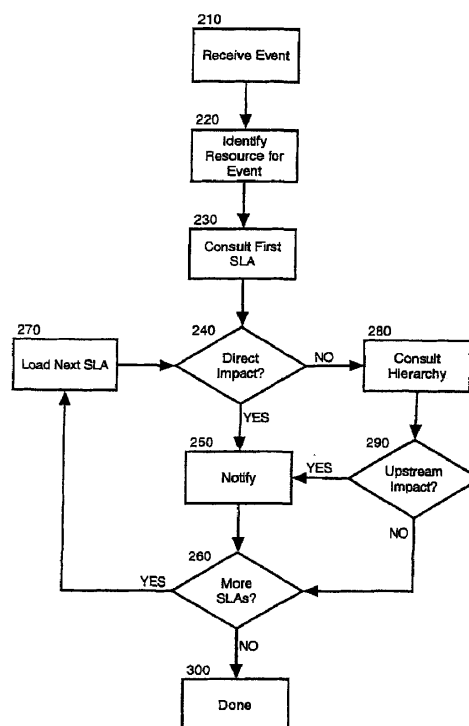 210
Receive Event
220
Identify
Resource for
Event
230
Consult First
SLA
270
Load Next SLA
240
Direct
Impact?
NO
280
Consult
Hierarchy
YES
250
Notify
YES
290
Upstream
Impact?
NO
260
More
SLAs?
YES
NO
300
Done